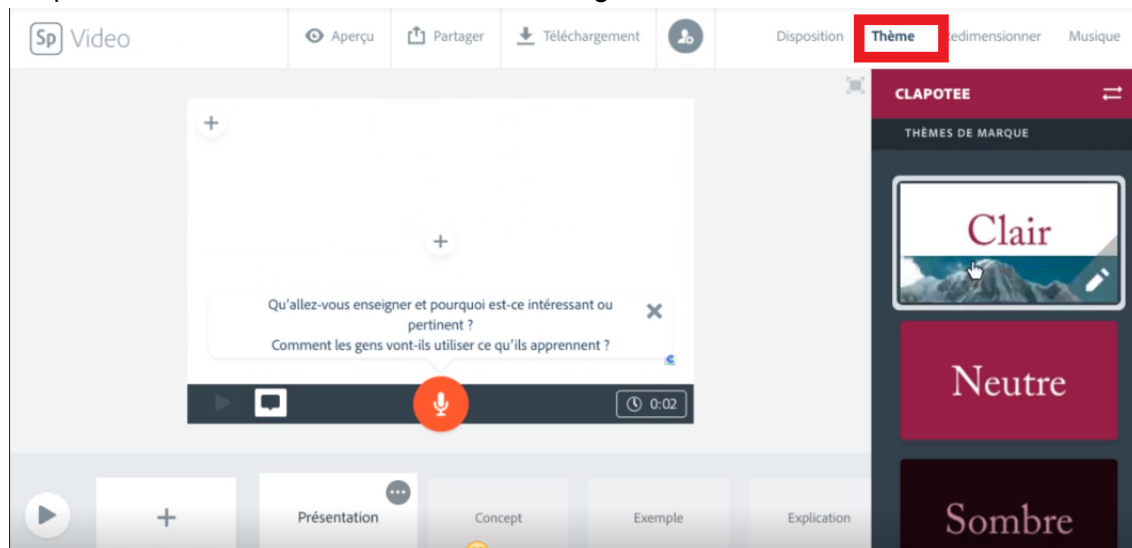 Sp Video
Aperçu
Partager
Téléchargement
Disposition
Thème
edimensionner
Musique
CLAPOTEE
THÈMES DE MARQUE
Clair
Qu'allez-vous enseigner et pourquoi est-ce intéressant ou
pertinent ?
Comment les gens vont-ils utiliser ce qu'ils apprennent ?
Neutre
0:02
Présentation
Concept
Exemple
Explication
Sombre